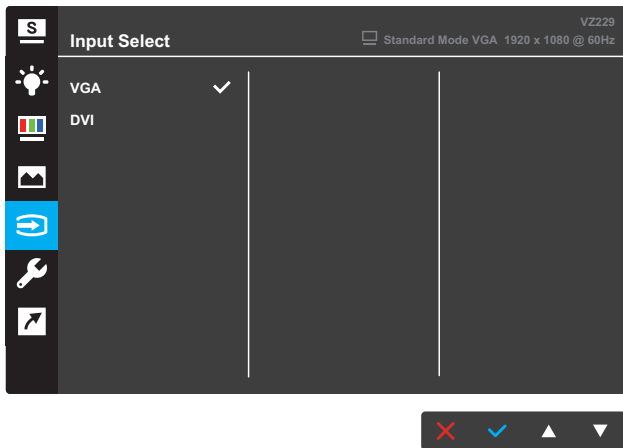 S
VZ229
Input Select
Standard Mode VGA 1920 x 1080 @ 60Hz
VGA
DVI